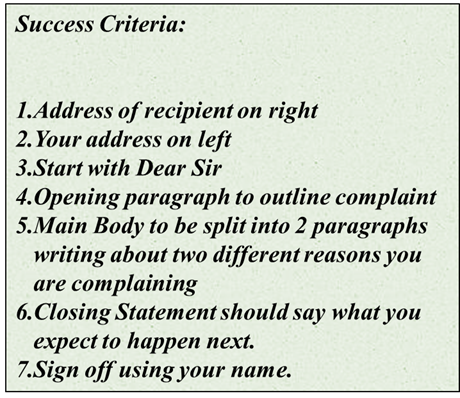 Success Criteria:
1.Address of recipient on right
2.Your address on left
3.Start with Dear Sir
4.Opening paragraph to outline complaint
5.Main Body to be split into 2 paragraphs
writing about two different reasons you
are complaining
6.Closing Statement should say what you
expect to happen next.
7.Sign off using your name.